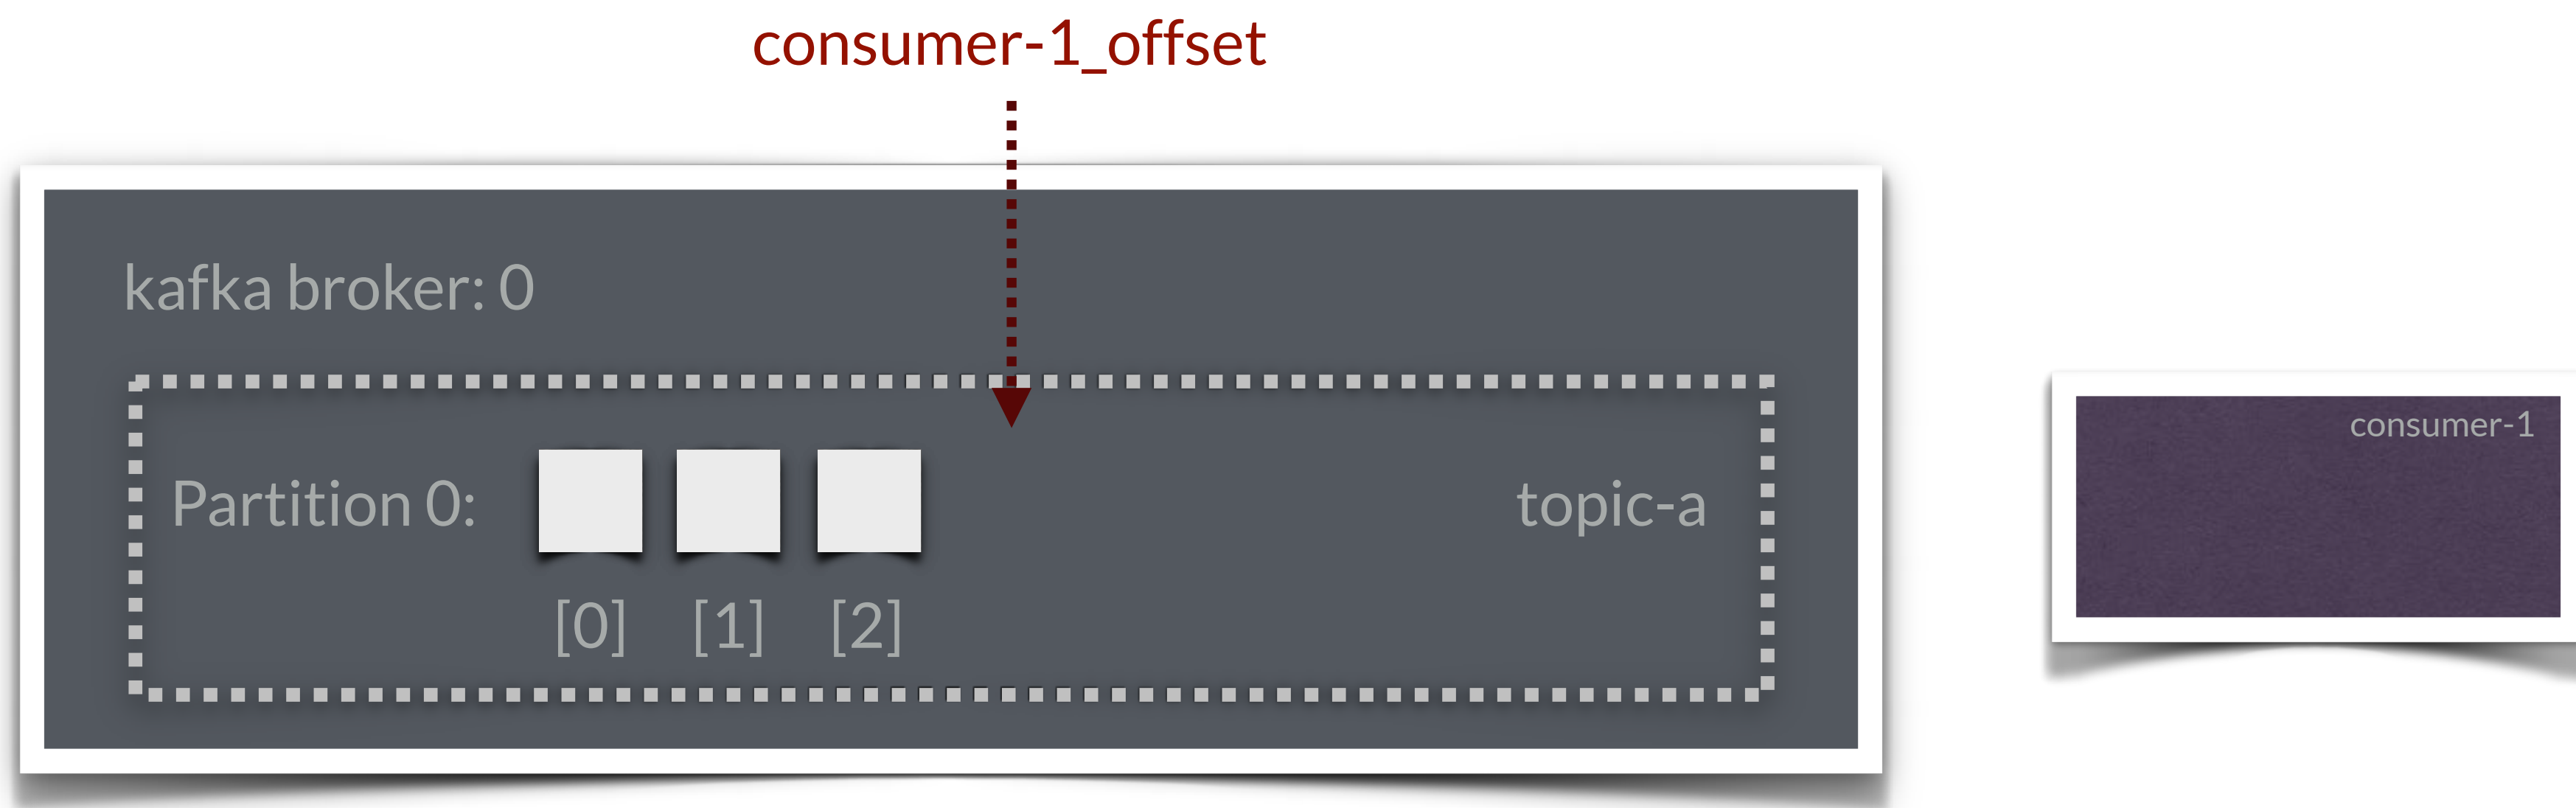 consumer-1_offset
kafka broker: 0
consumer-1
Partition 0:
topic-a
[0] [1] [2]